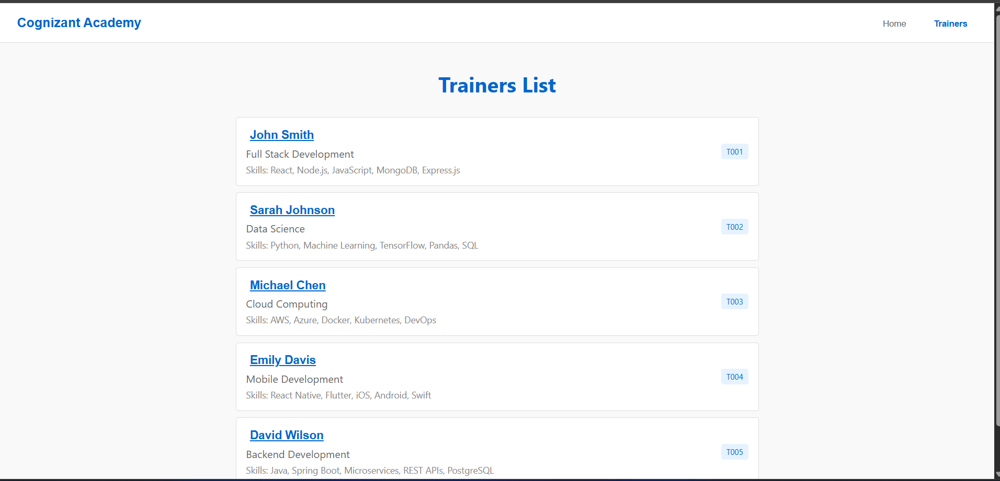 Cognizant Academy
Home
Trainers
Trainers List
John Smith
Full Stack Development
Skills: React, Node.js, JavaScript, MongoDB, Express.js
T001
Sarah Johnson
Data Science
Skills: Python, Machine Learning, TensorFlow, Pandas, SQL
T002
Michael Chen
Cloud Computing
Skills: AWS, Azure, Docker, Kubernetes, DevOps
T003
Emily Davis
Mobile Development
Skills: React Native, Flutter, iOS, Android, Swift
T004
David Wilson
Backend Development
Skills: Java, Spring Boot, Microservices, REST APIs, PostgreSQL
T005